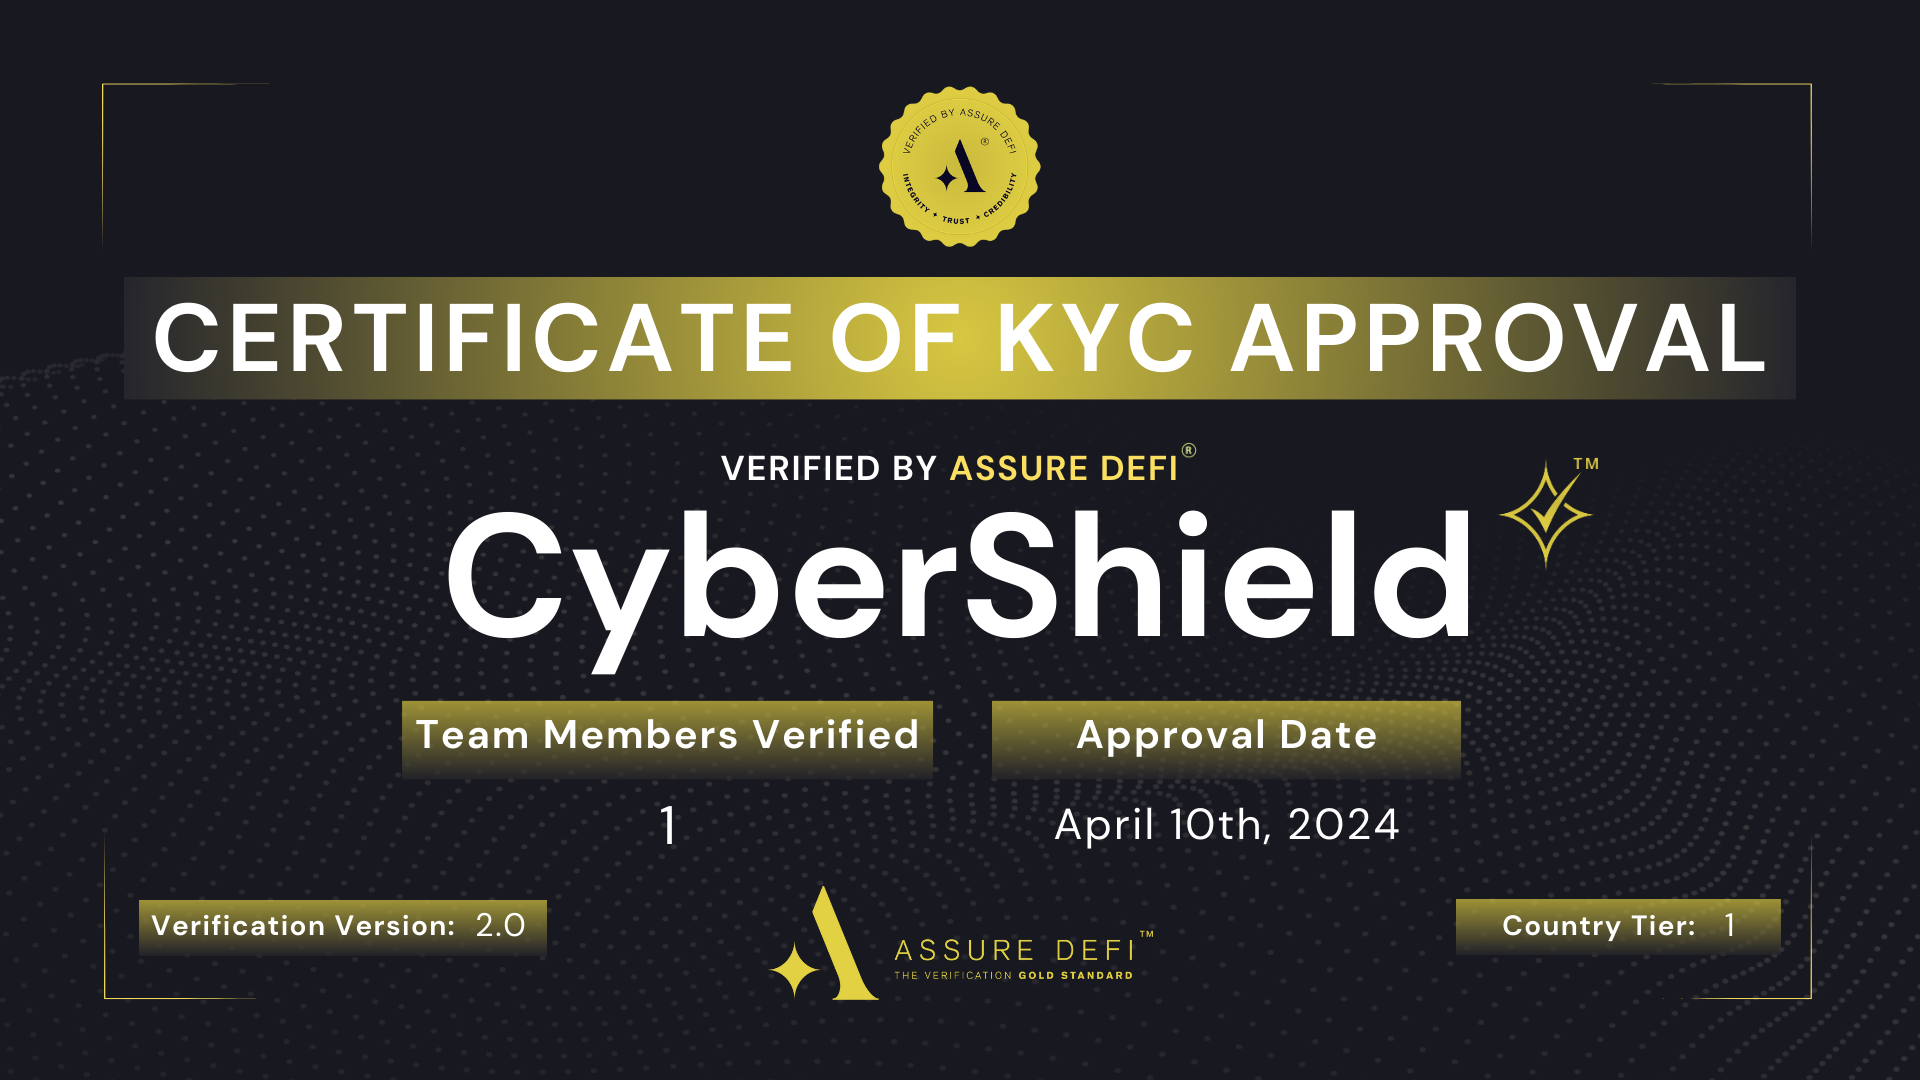 VERIFIED BY ASSURE DEFI
®
INTEGRITY ✦ TRUST ✦ CREDIBILITY
CERTIFICATE OF KYC APPROVAL
VERIFIED BY ASSURE DEFI®
CyberShield
TM
Team Members Verified
Approval Date
1
April 10th, 2024
Verification Version: 2.0
ASSURE DEFI™
THE VERIFICATION GOLD STANDARD
Country Tier: 1